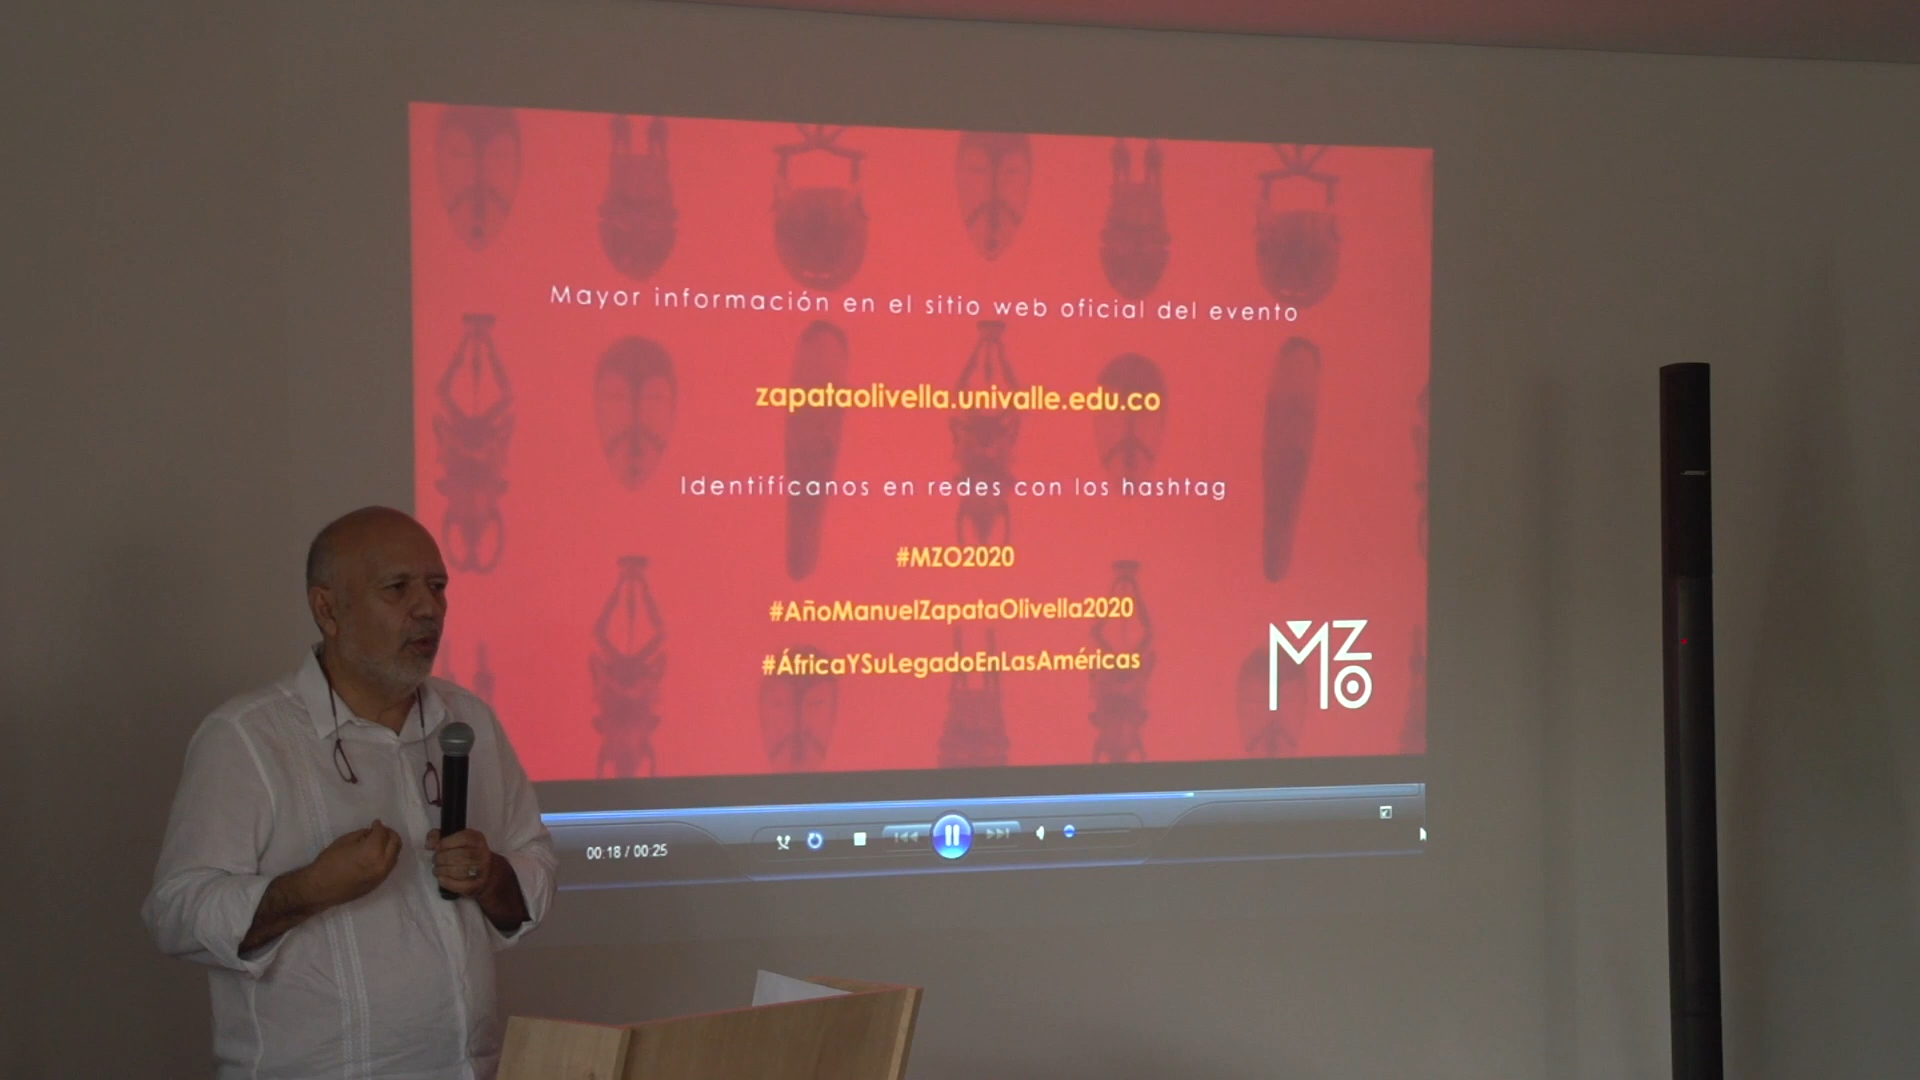 Mayor información en el sitio web oficial del evento
zapataolivella.univalle.edu.co
Identifícanos en redes con los hashtag
#MZO2020
#AñoManuelZapataOlivella2020
#ÁfricaYSuLegadoEnLasAméricas
MZO
00:18 / 00:25